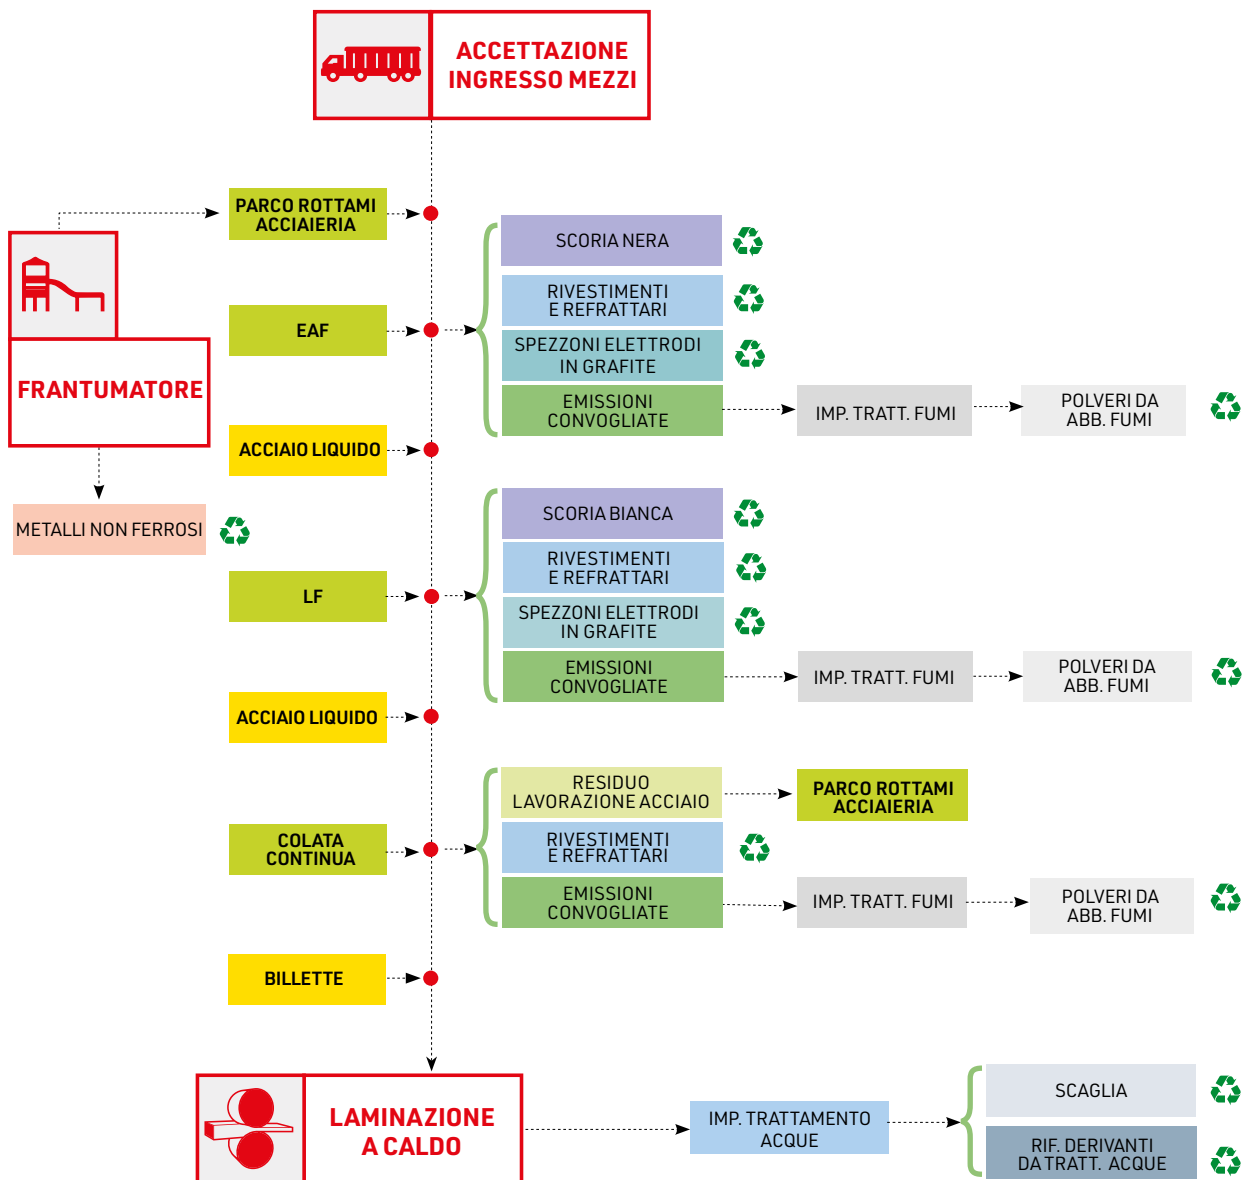 ACCETTAZIONE
INGRESSO MEZZI
PARCO ROTTAMI
ACCIAIERIA
SCORIA NERA
RIVESTIMENTI
E REFRATTARI
EAF
SPEZZONI ELETTRODI
IN GRAFITE
FRANTUMATORE
EMISSIONI
CONVOGLIATE
IMP. TRATT. FUMI
POLVERI DA
ABB. FUMI
ACCIAIO LIQUIDO
METALLI NON FERROSI
SCORIA BIANCA
RIVESTIMENTI
E REFRATTARI
LF
SPEZZONI ELETTRODI
IN GRAFITE
EMISSIONI
CONVOGLIATE
IMP. TRATT. FUMI
POLVERI DA
ABB. FUMI
ACCIAIO LIQUIDO
RESIDUO
LAVORAZIONE ACCIAIO
PARCO ROTTAMI
ACCIAIERIA
COLATA
CONTINUA
RIVESTIMENTI
E REFRATTARI
EMISSIONI
CONVOGLIATE
IMP. TRATT. FUMI
POLVERI DA
ABB. FUMI
BILLETTE
LAMINAZIONE
A CALDO
IMP. TRATTAMENTO
ACQUE
SCAGLIA
RIF. DERIVANTI
DA TRATT. ACQUE